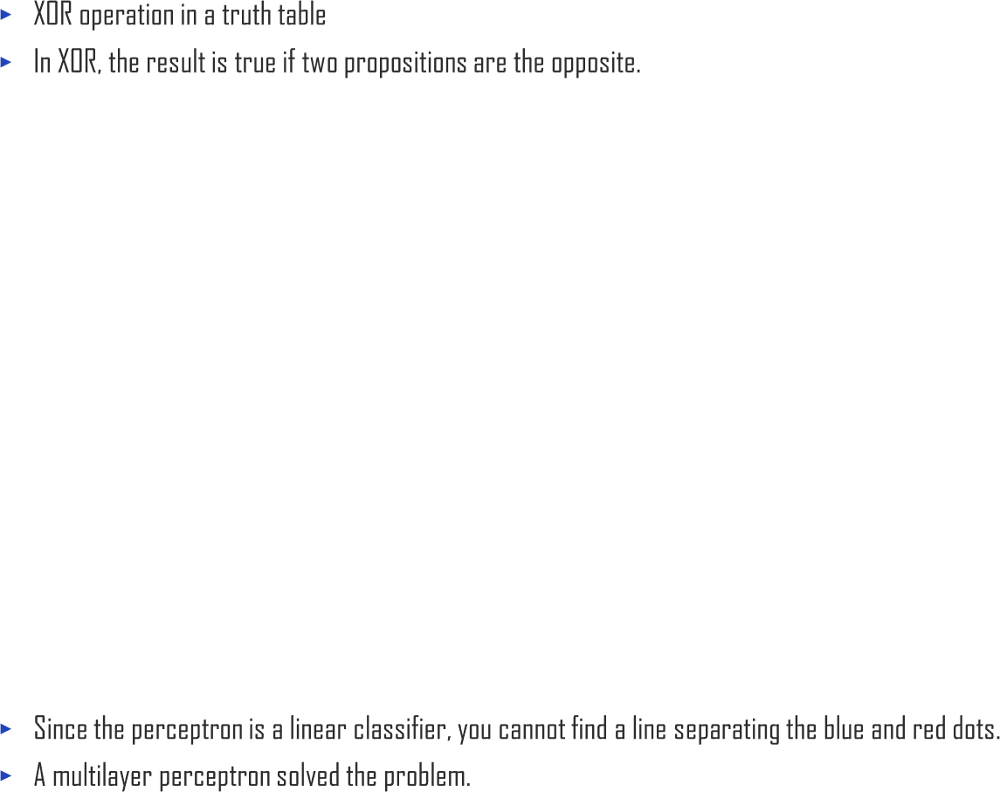 ► XOR operation in a truth table
► In XOR, the result is true if two propositions are the opposite.
► Since the perceptron is a linear classifier, you cannot find a line separating the blue and red dots.
► A multilayer perceptron solved the problem.